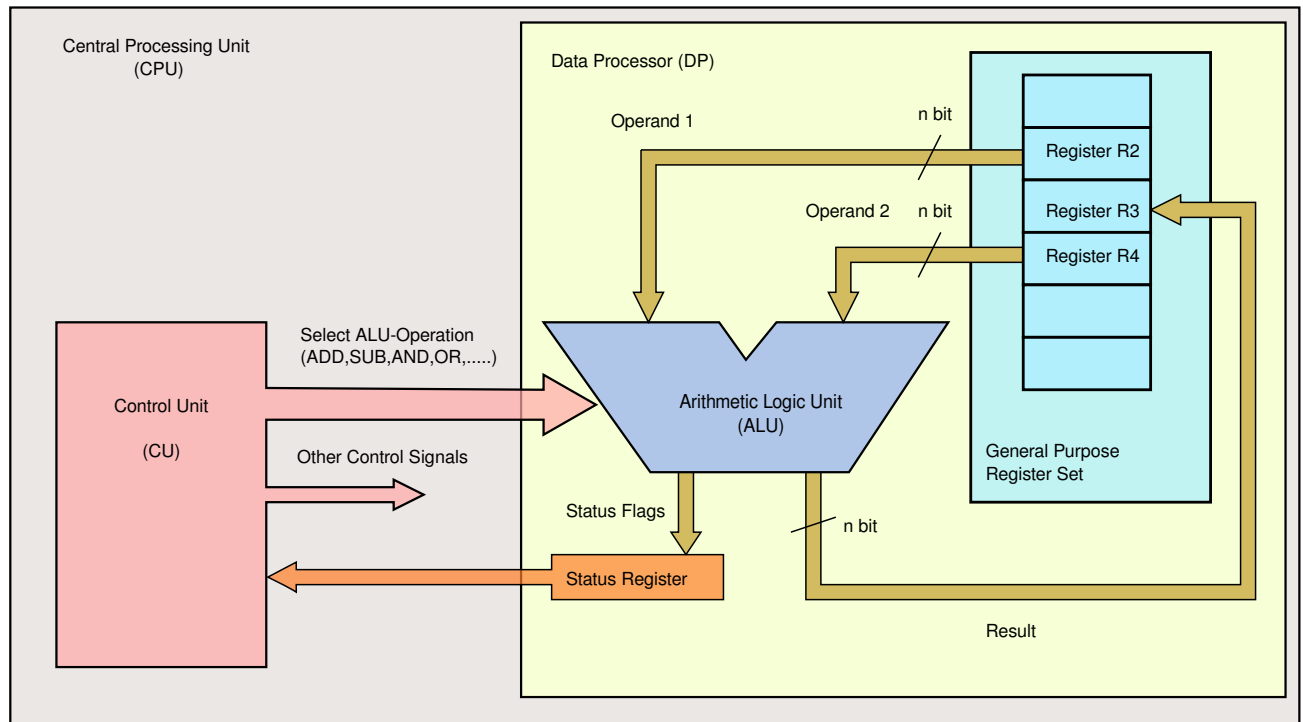 Central Processing Unit
(CPU)
Data Processor (DP)
Operand 1
n bit
Register R2
Operand 2
n bit
Register R3
Register R4
Select ALU-Operation
(ADD,SUB,AND,OR,.....)
Control Unit
(CU)
Arithmetic Logic Unit
(ALU)
Other Control Signals
General Purpose
Register Set
Status Flags
n bit
Status Register
Result